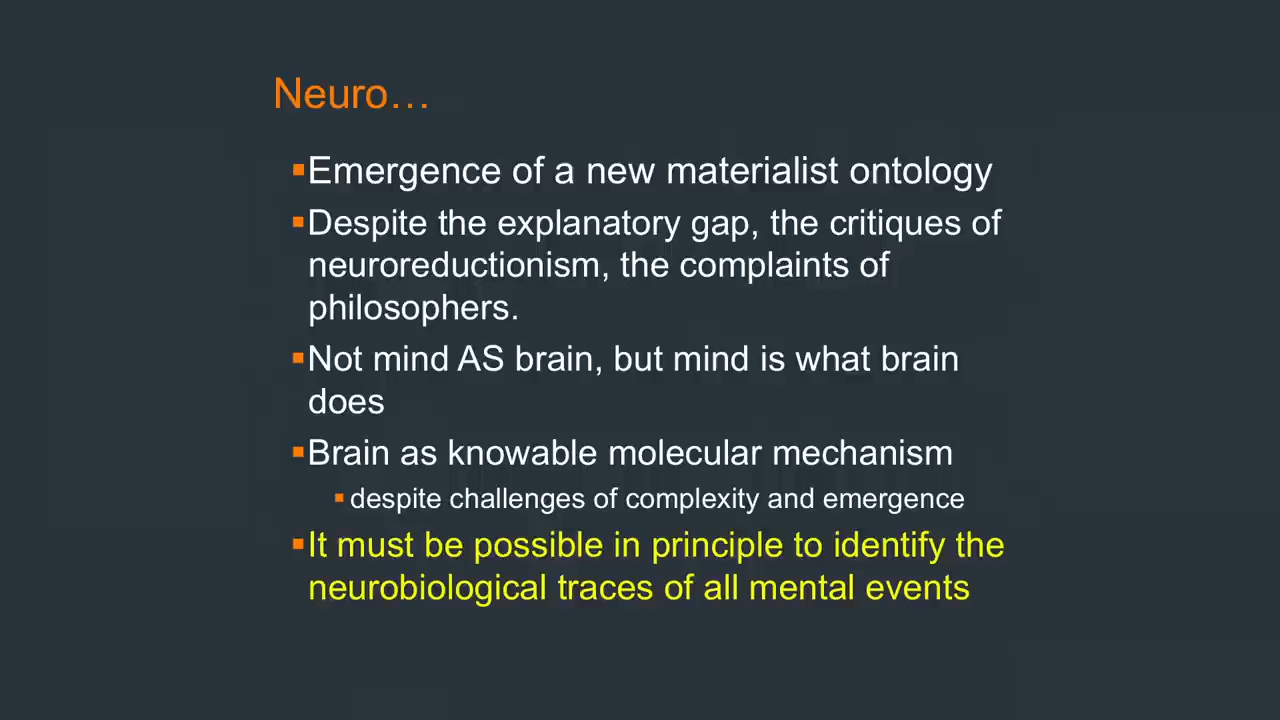 Neuro…
▪Emergence of a new materialist ontology
▪Despite the explanatory gap, the critiques of
neuroreductionism, the complaints of
philosophers.
▪Not mind AS brain, but mind is what brain
does
▪Brain as knowable molecular mechanism
▪despite challenges of complexity and emergence
▪It must be possible in principle to identify the
neurobiological traces of all mental events